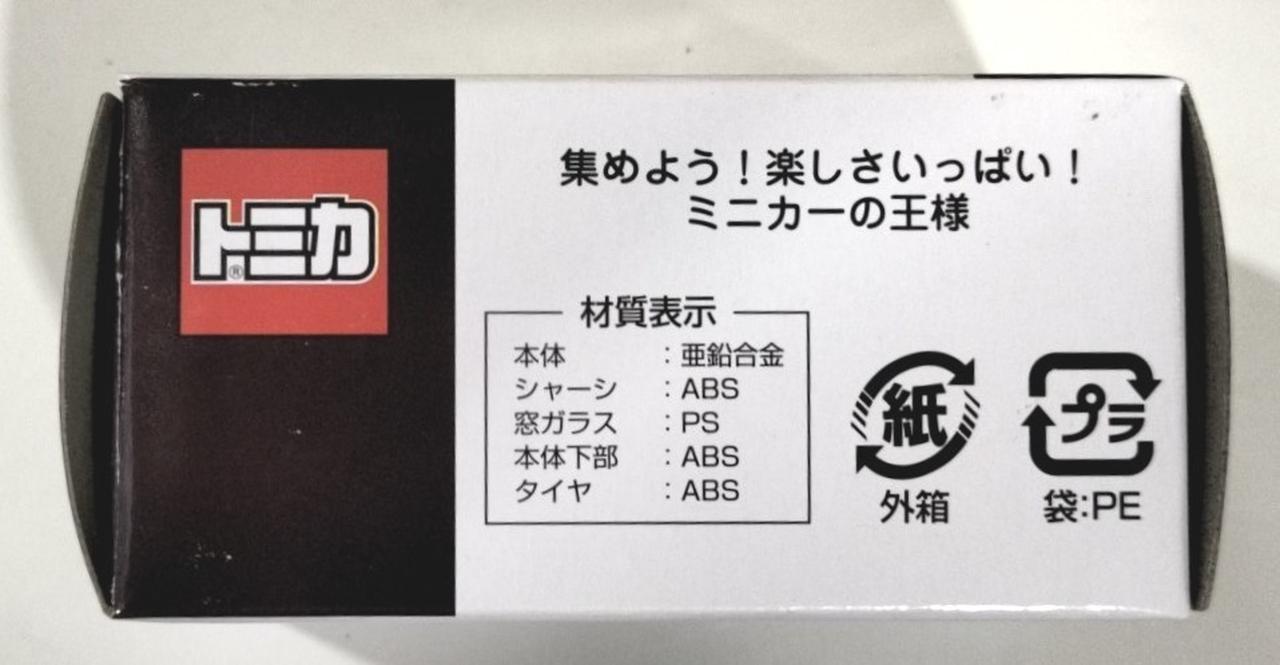 トミカ®
集めよう！楽しさいっぱい！
ミニカーの王様
材質表示
本体 ：亜鉛合金
シャーシ ：ABS
窓ガラス ：PS
本体下部 ：ABS
タイヤ ：ABS
紙
外箱
プラ
袋：PE